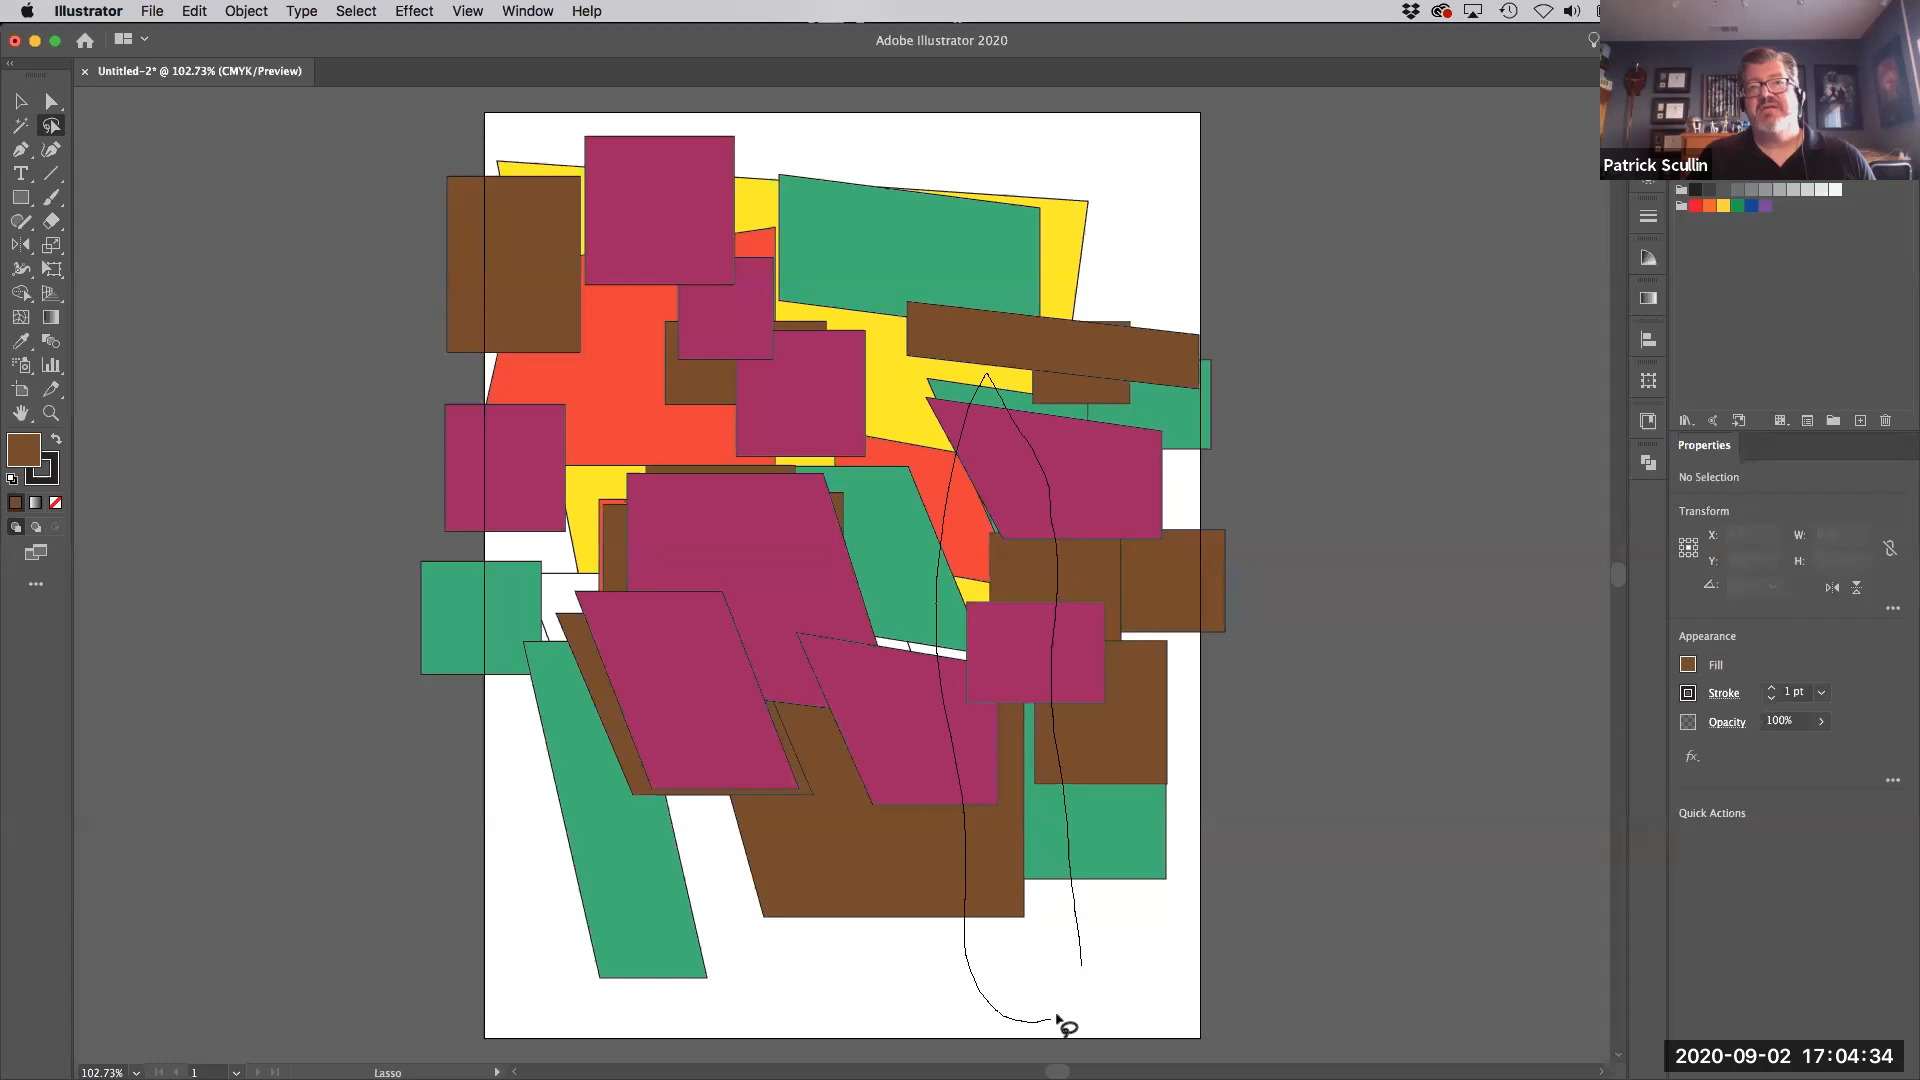 Illustrator File Edit Object Type Select Effect View Window Help
Adobe Illustrator 2020
× Untitled-2* @ 102.73% (CMYK/Preview)
Patrick Scullin
Properties
No Selection
Transform
X: W:
Y: H:
Appearance
Fill
Stroke 1 pt
Opacity 100%
fx.
Quick Actions
102.73% 1 Lasso
2020-09-02 17:04:34